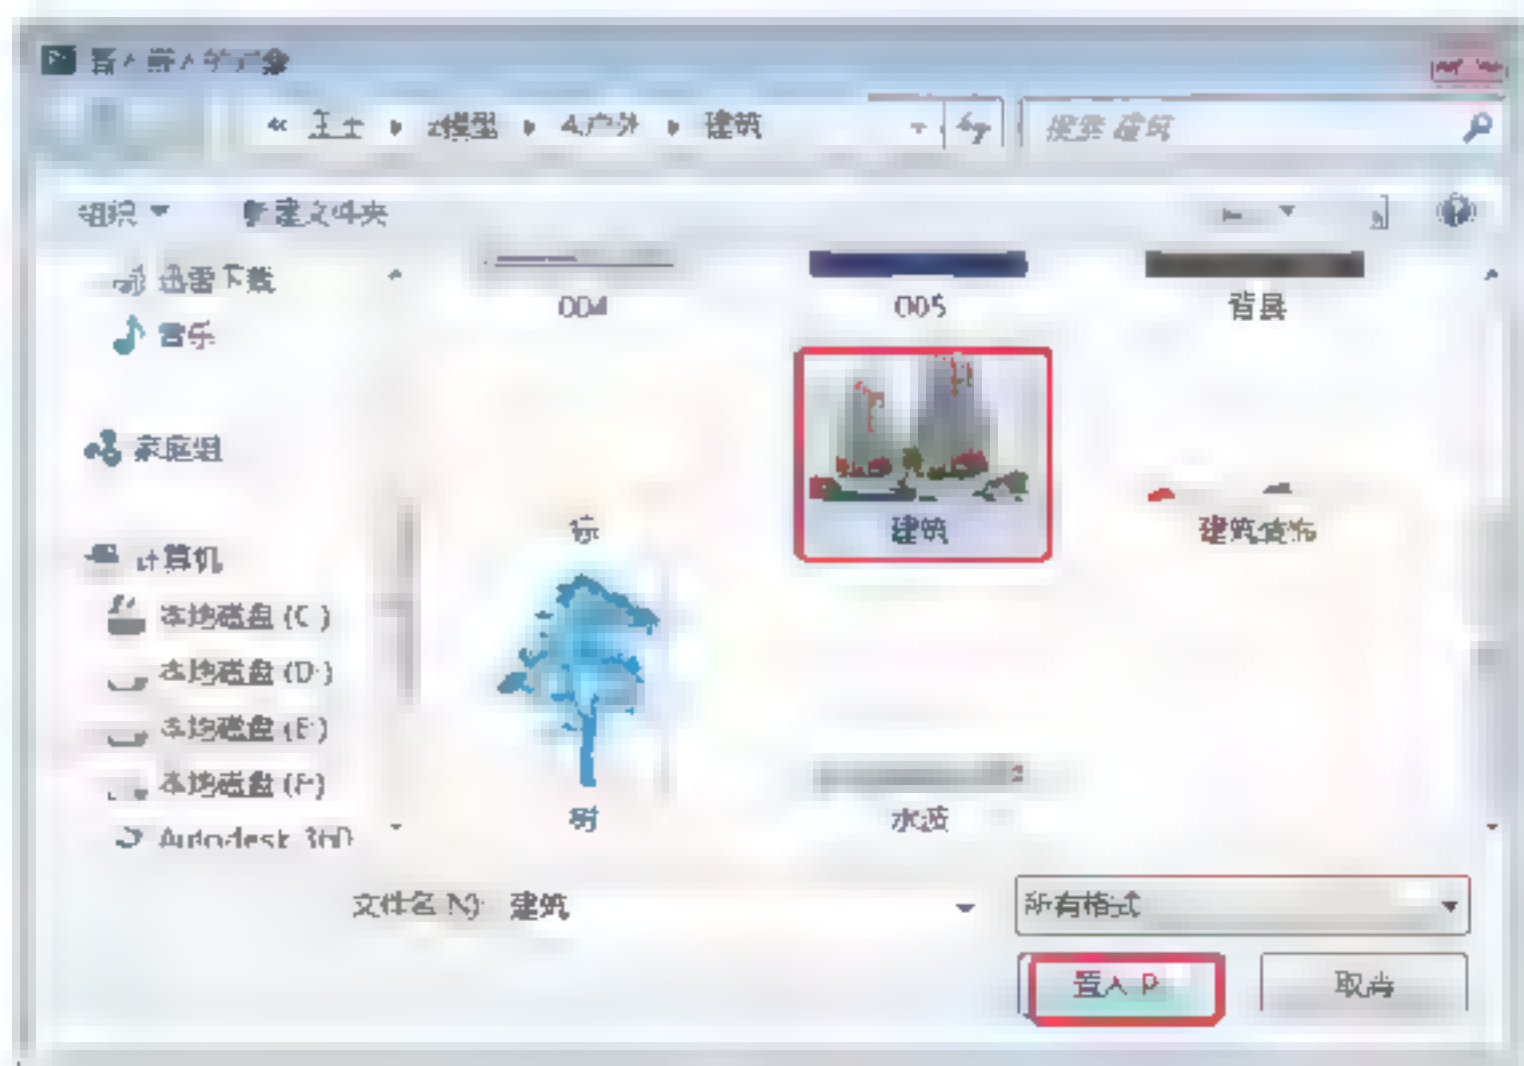 置入嵌入的对象
« 主土 ▸ z模型 ▸ 4.户外 ▸ 建筑
搜索 建筑
组织 新建文件夹
迅雷下载
音乐
家庭组
计算机
本地磁盘 (C:)
本地磁盘 (D:)
本地磁盘 (E:)
本地磁盘 (F:)
Autodesk 360
004 005 背景
标 建筑 建筑装饰
树 水波
文件名(N): 建筑
所有格式
置入(P) 取消